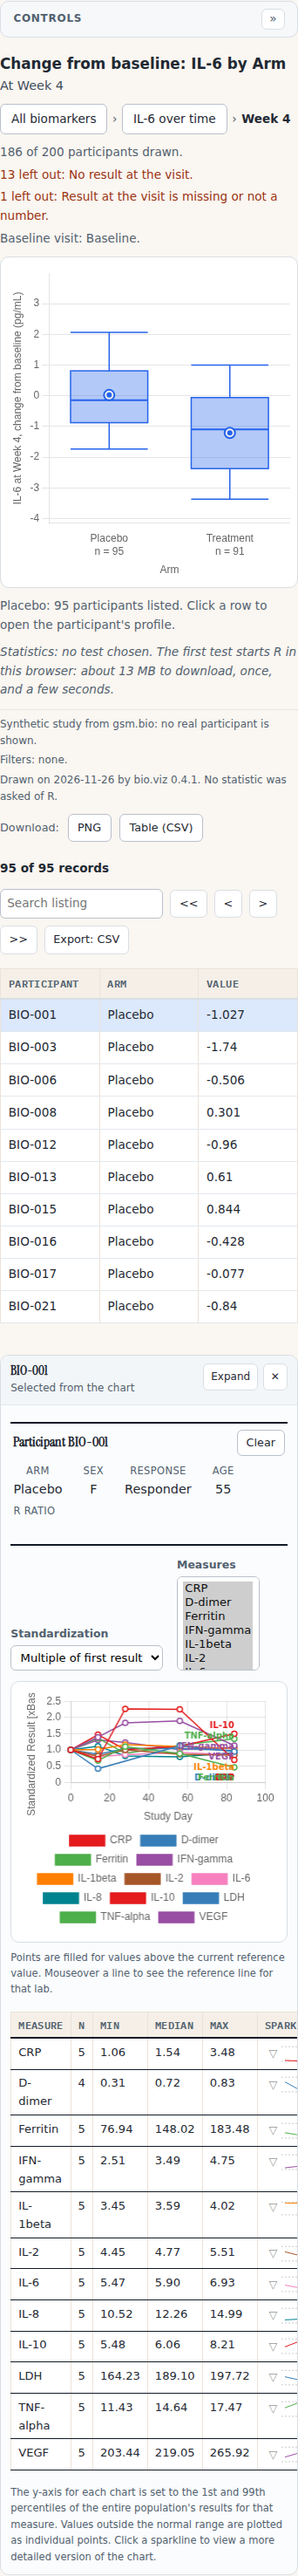 CONTROLS
»
Change from baseline: IL-6 by Arm
At Week 4
All biomarkers › IL-6 over time › Week 4
186 of 200 participants drawn.
13 left out: No result at the visit.
1 left out: Result at the visit is missing or not a
number.
Baseline visit: Baseline.
IL-6 at Week 4, change from baseline (pg/mL)
3
2
1
0
-1
-2
-3
-4
Placebo
n = 95
Treatment
n = 91
Arm
Placebo: 95 participants listed. Click a row to
open the participant's profile.
Statistics: no test chosen. The first test starts R in
this browser: about 13 MB to download, once,
and a few seconds.
Synthetic study from gsm.bio: no real participant is
shown.
Filters: none.
Drawn on 2026-11-26 by bio.viz 0.4.1. No statistic was
asked of R.
Download: PNG Table (CSV)
95 of 95 records
Search listing << < >
>> Export: CSV
PARTICIPANT ARM VALUE
BIO-001 Placebo -1.027
BIO-003 Placebo -1.74
BIO-006 Placebo -0.506
BIO-008 Placebo 0.301
BIO-012 Placebo -0.96
BIO-013 Placebo 0.61
BIO-015 Placebo 0.844
BIO-016 Placebo -0.428
BIO-017 Placebo -0.077
BIO-021 Placebo -0.84
BIO-001
Selected from the chart
Expand ✕
Participant BIO-001
Clear
ARM SEX RESPONSE AGE
Placebo F Responder 55
R RATIO
Measures
CRP
D-dimer
Ferritin
IFN-gamma
IL-1beta
IL-2
Standardization
Multiple of first result
Standardized Result [xBas
2.5
2.0
1.5
1.0
0.5
0
0 20 40 60 80 100
Study Day
IL-10
CRP D-dimer
Ferritin IFN-gamma
IL-1beta IL-2 IL-6
IL-8 IL-10 LDH
TNF-alpha VEGF
Points are filled for values above the current reference
value. Mouseover a line to see the reference line for
that lab.
MEASURE N MIN MEDIAN MAX SPARK
CRP 5 1.06 1.54 3.48 ▽
D-
dimer 4 0.31 0.72 0.83 ▽
Ferritin 5 76.94 148.02 183.48 ▽
IFN-
gamma 5 2.51 3.49 4.75 ▽
IL-
1beta 5 3.45 3.59 4.02 ▽
IL-2 5 4.45 4.77 5.51 ▽
IL-6 5 5.47 5.90 6.93 ▽
IL-8 5 10.52 12.26 14.99 ▽
IL-10 5 5.48 6.06 8.21 ▽
LDH 5 164.23 189.10 197.72 ▽
TNF-
alpha 5 11.43 14.64 17.47 ▽
VEGF 5 203.44 219.05 265.92 ▽
The y-axis for each chart is set to the 1st and 99th
percentiles of the entire population's results for that
measure. Values outside the normal range are plotted
as individual points. Click a sparkline to view a more
detailed version of the chart.